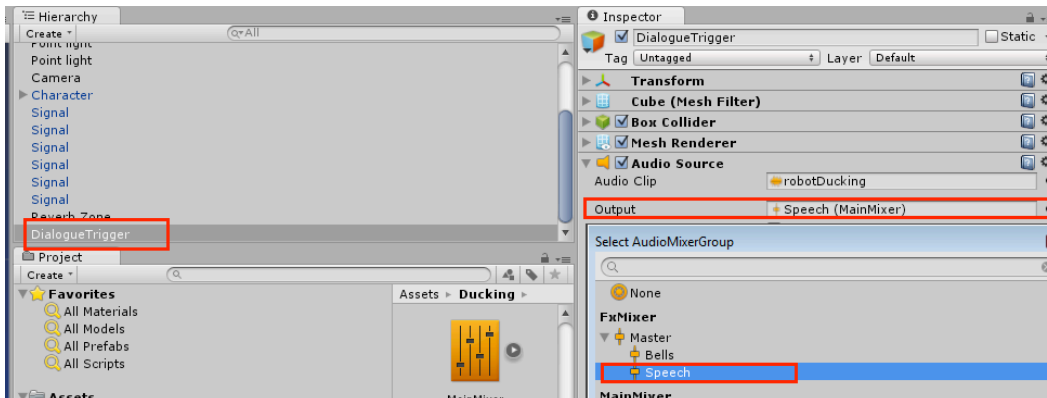 Hierarchy
Create
All
Point light
Point light
Camera
Character
Signal
Signal
Signal
Signal
Signal
Signal
Reverb Zone
DialogueTrigger
Project
Create
Favorites
All Materials
All Models
All Prefabs
All Scripts
Assets
Assets Ducking
MainMixer
Inspector
DialogueTrigger Static
Tag Untagged Layer Default
Transform
Cube (Mesh Filter)
Box Collider
Mesh Renderer
Audio Source
Audio Clip robotDucking
Output Speech (MainMixer)
Select AudioMixerGroup
None
FxMixer
Master
Bells
Speech
MainMixer